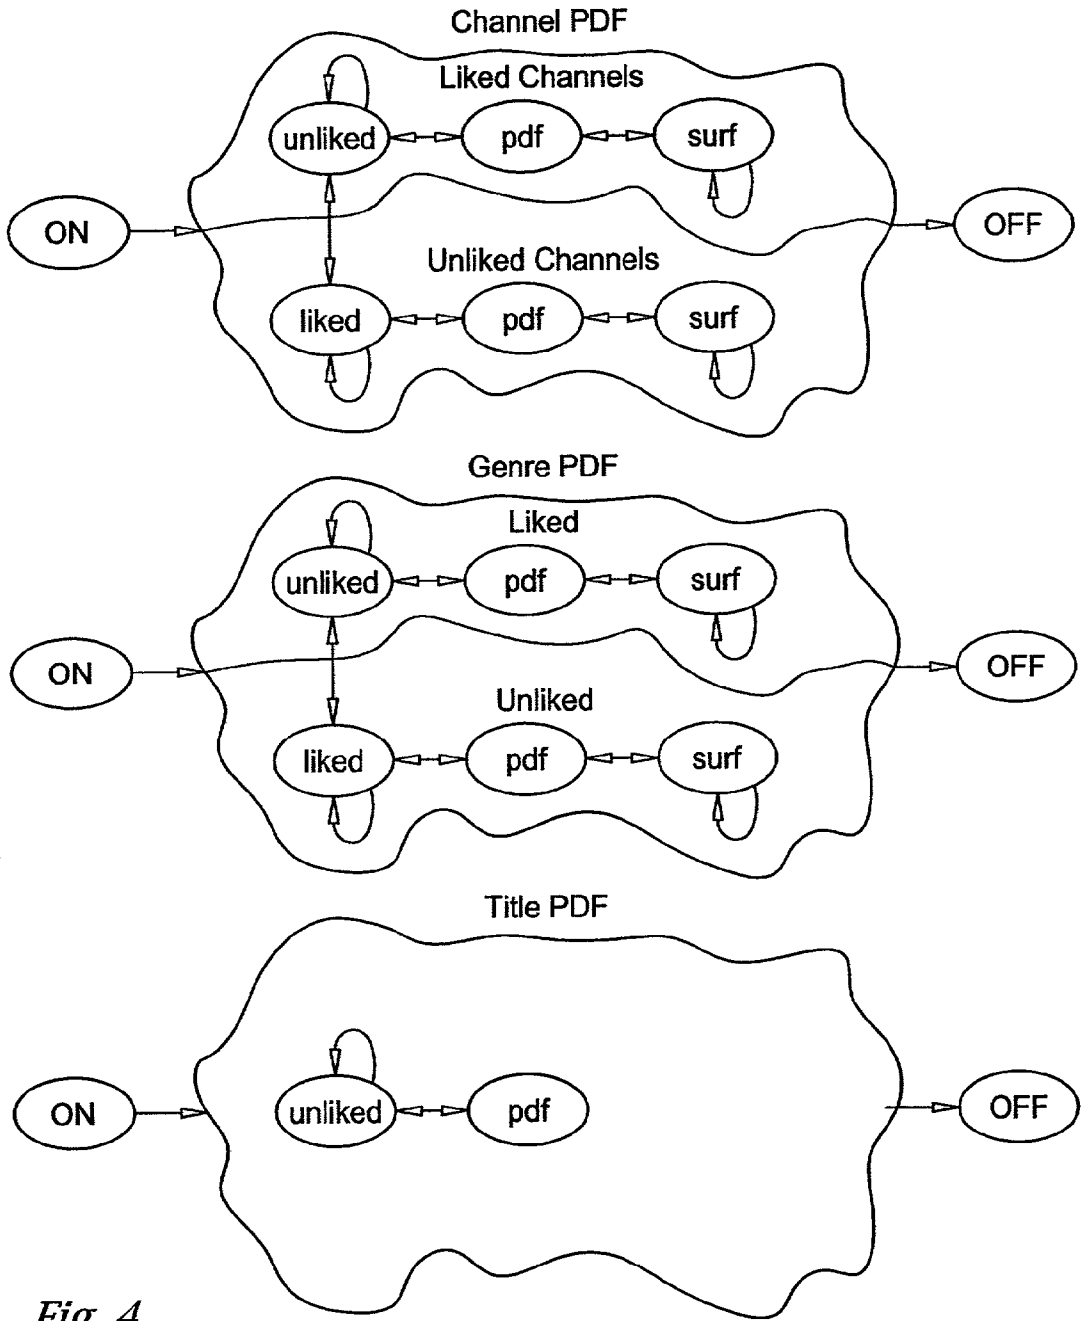 Channel PDF
Liked Channels
unliked pdf surf
ON OFF
Unliked Channels
liked pdf surf
Genre PDF
Liked
unliked pdf surf
ON OFF
Unliked
liked pdf surf
Title PDF
ON unliked pdf OFF
Fig. 4